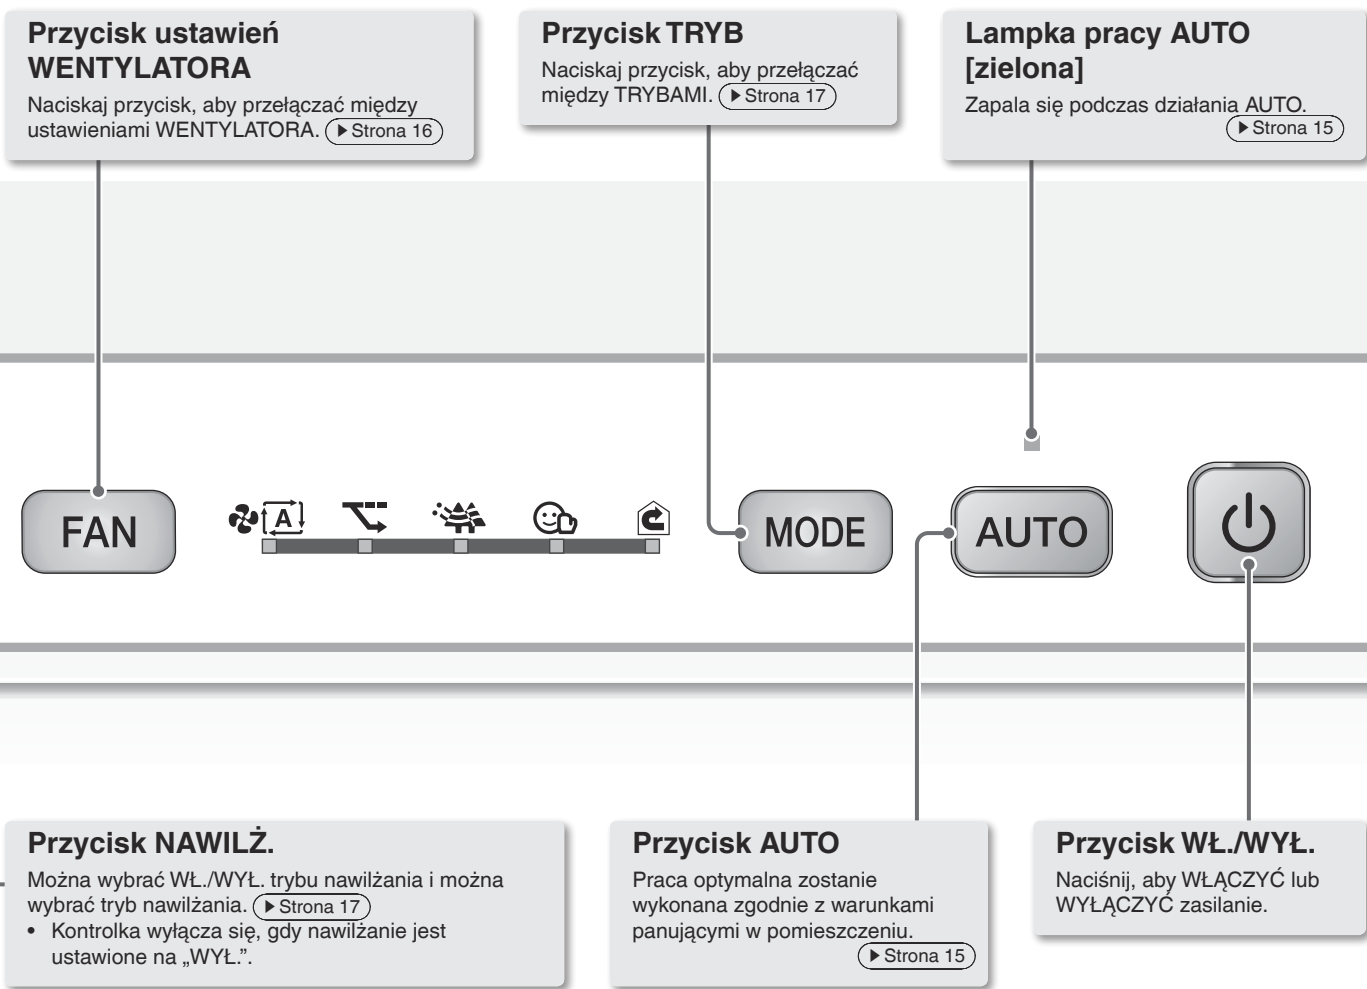 Przycisk ustawień
WENTYLATORA
Naciskaj przycisk, aby przełączać między
ustawieniami WENTYLATORA. ▶ Strona 16
Przycisk TRYB
Naciskaj przycisk, aby przełączać
między TRYBAMI. ▶ Strona 17
Lampka pracy AUTO
[zielona]
Zapala się podczas działania AUTO.
▶ Strona 15
FAN
A
MODE
AUTO
Przycisk NAWILŻ.
Można wybrać WŁ./WYŁ. trybu nawilżania i można
wybrać tryb nawilżania. ▶ Strona 17
• Kontrolka wyłącza się, gdy nawilżanie jest
ustawione na „WYŁ.”.
Przycisk AUTO
Praca optymalna zostanie
wykonana zgodnie z warunkami
panującymi w pomieszczeniu.
▶ Strona 15
Przycisk WŁ./WYŁ.
Naciśnij, aby WŁĄCZYĆ lub
WYŁĄCZYĆ zasilanie.